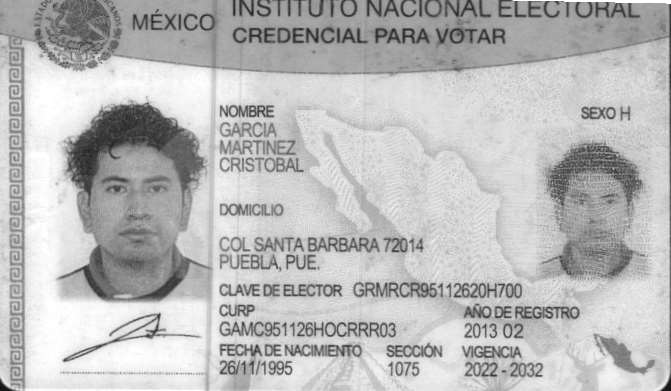 MÉXICO
INSTITUTO NACIONAL ELECTORAL
CREDENCIAL PARA VOTAR
NOMBRE
SEXO H
GARCIA
MARTINEZ
CRISTOBAL
DOMICILIO
COL SANTA BARBARA 72014
PUEBLA, PUE.
CLAVE DE ELECTOR GRMRCR95112620H700
CURP
AÑO DE REGISTRO
GAMC951126HOCRRR03
2013 02
FECHA DE NACIMIENTO SECCIÓN VIGENCIA
26/11/1995 1075 2022 - 2032